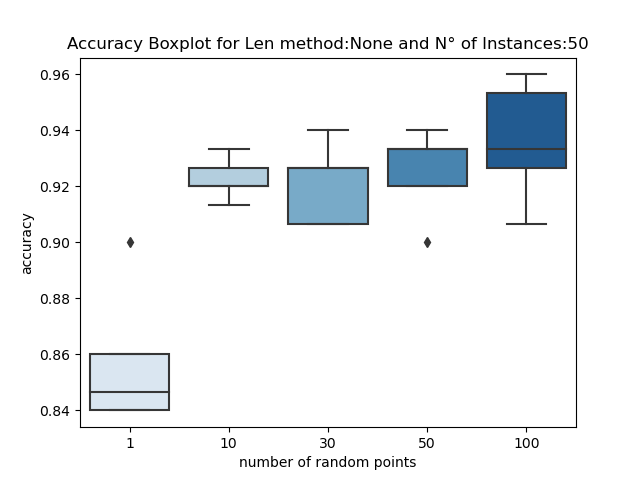 Accuracy Boxplot for Len method:None and N° of Instances:50
0.96
0.94
0.92
0.90
0.88
0.86
0.84
accuracy
1 10 30 50 100
number of random points